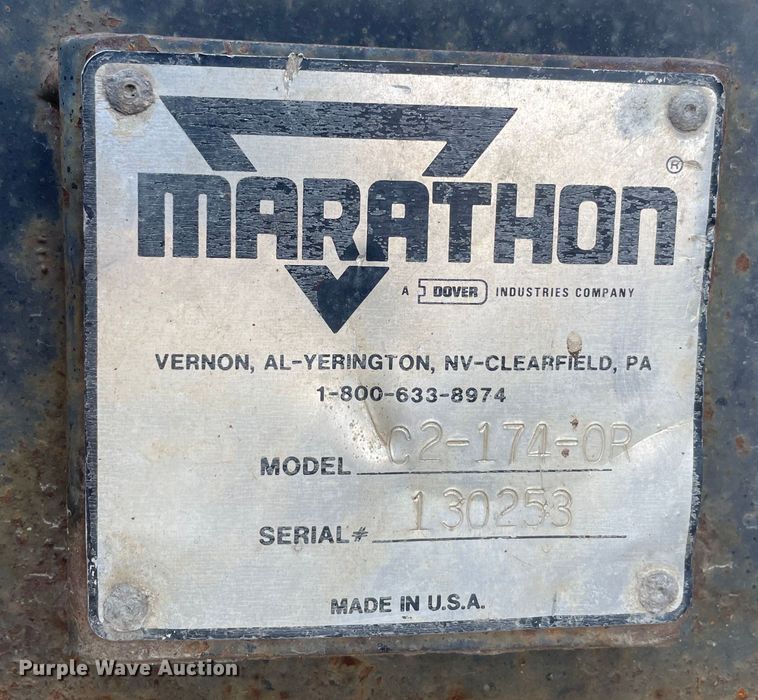 MARATHON ®
A DOVER INDUSTRIES COMPANY
VERNON, AL-YERINGTON, NV-CLEARFIELD, PA
1-800-633-8974
MODEL C2-174-0R
SERIAL# 130253
MADE IN U.S.A.
Purple Wave Auction